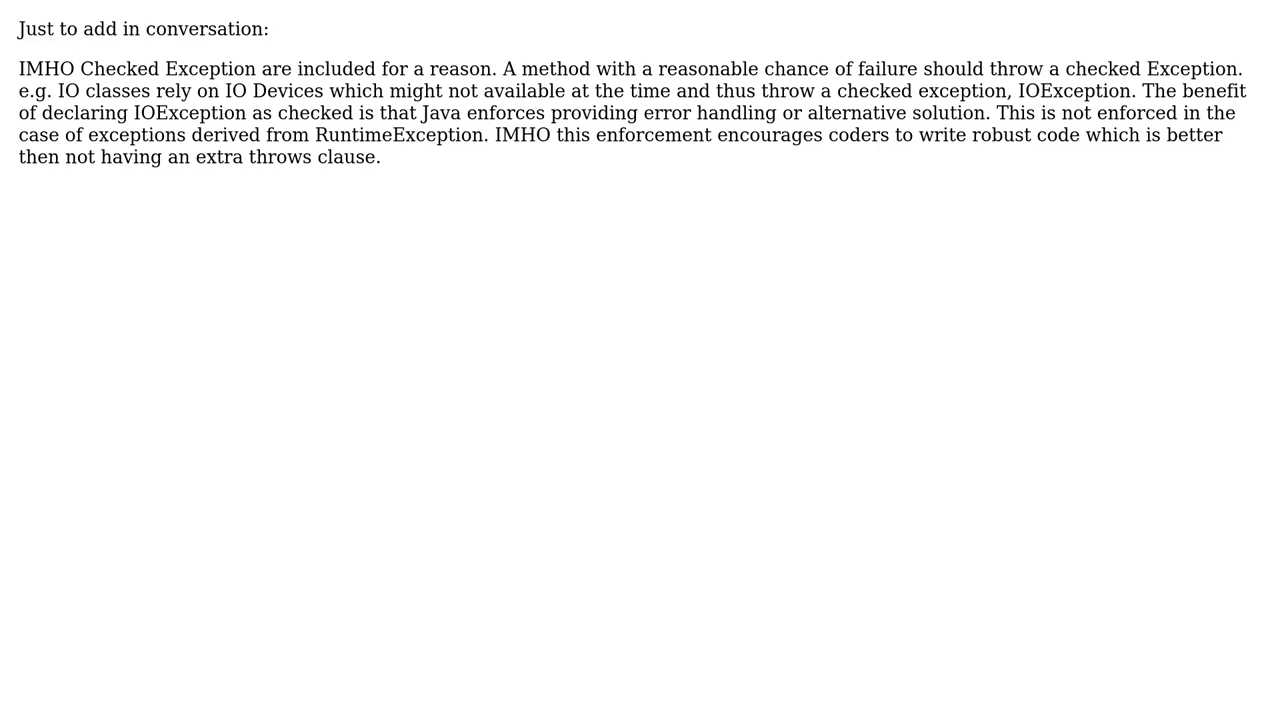 Just to add in conversation:
IMHO Checked Exception are included for a reason. A method with a reasonable chance of failure should throw a checked Exception.
e.g. IO classes rely on IO Devices which might not available at the time and thus throw a checked exception, IOException. The benefit
of declaring IOException as checked is that Java enforces providing error handling or alternative solution. This is not enforced in the
case of exceptions derived from RuntimeException. IMHO this enforcement encourages coders to write robust code which is better
then not having an extra throws clause.